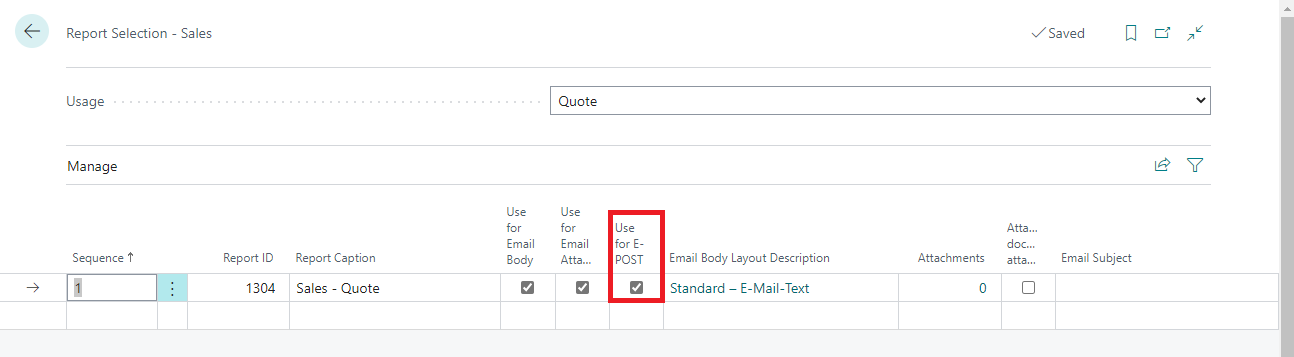 Report Selection - Sales
Saved
Usage
Quote
Manage
Sequence ↑
Report ID
Report Caption
Use
for
Email
Body
Use
for
Email
Atta...
Use
for E-
POST
Email Body Layout Description
Attachments
Atta...
doc...
atta...
Email Subject
1
1304
Sales - Quote
Standard – E-Mail-Text
0